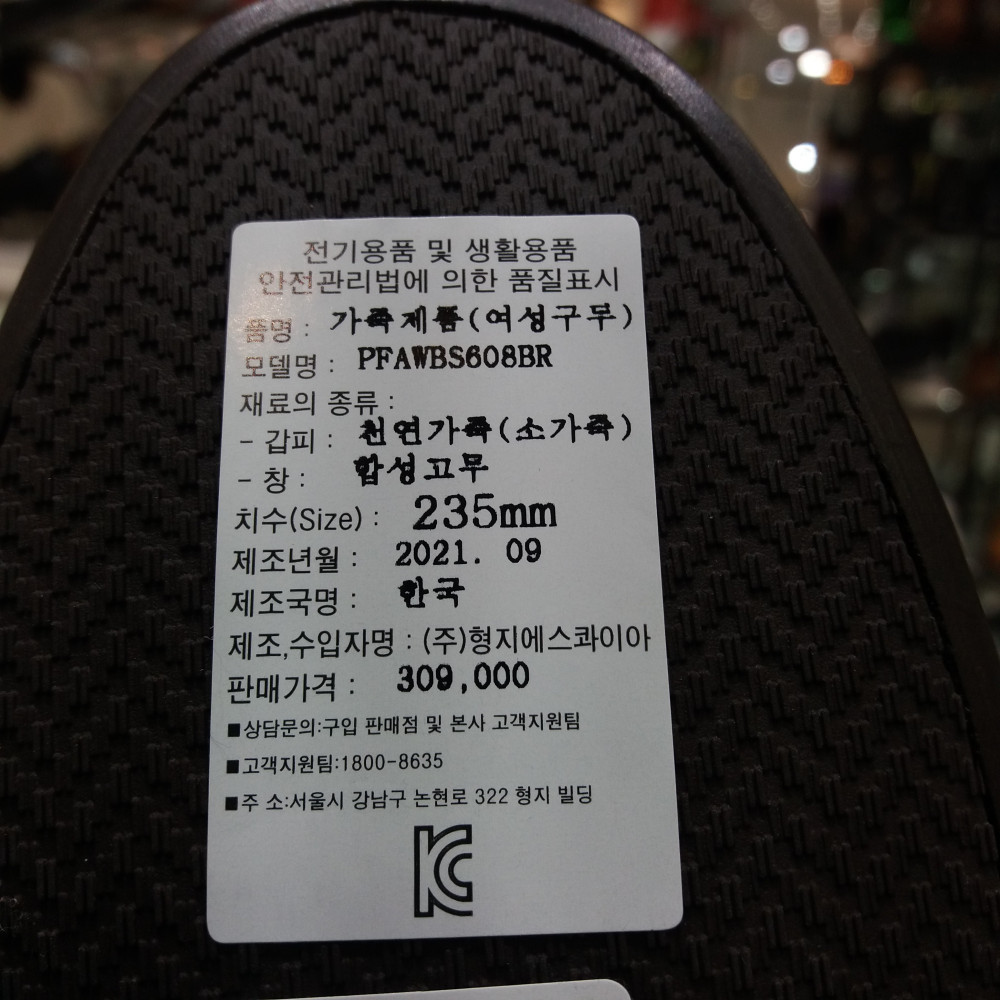 전기용품 및 생활용품
안전관리법에 의한 품질표시
품명 : 가죽제품(여성구두)
모델명 : PFAWBS608BR
재료의 종류 :
- 갑피 : 천연가죽(소가죽)
- 창 : 합성고무
치수(Size) : 235mm
제조년월 : 2021. 09
제조국명 : 한국
제조,수입자명 : (주)형지에스콰이아
판매가격 : 309,000
■상담문의:구입 판매점 및 본사 고객지원팀
■고객지원팀:1800-8635
■주 소:서울시 강남구 논현로 322 형지 빌딩
KC